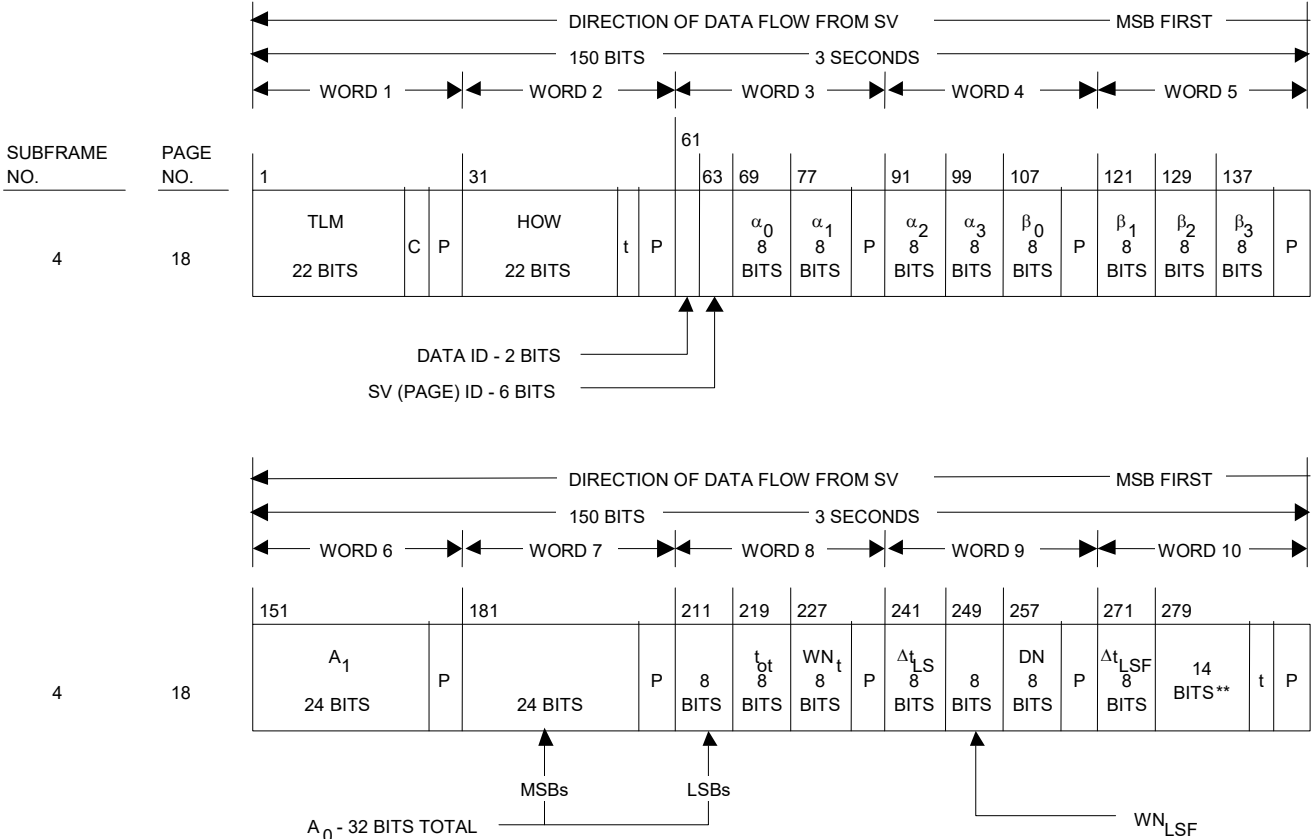 DIRECTION OF DATA FLOW FROM SV MSB FIRST
150 BITS 3 SECONDS
WORD 1 WORD 2 WORD 3 WORD 4 WORD 5
SUBFRAME NO. PAGE NO.
1 31 61 63 69 77 91 99 107 121 129 137
4 18
TLM 22 BITS C P HOW 22 BITS t P α0 8 BITS α1 8 BITS P α2 8 BITS α3 8 BITS β0 8 BITS P β1 8 BITS β2 8 BITS β3 8 BITS P
DATA ID - 2 BITS
SV (PAGE) ID - 6 BITS
DIRECTION OF DATA FLOW FROM SV MSB FIRST
150 BITS 3 SECONDS
WORD 6 WORD 7 WORD 8 WORD 9 WORD 10
151 181 211 219 227 241 249 257 271 279
4 18
A1 24 BITS P 24 BITS P 8 BITS tot 8 BITS WNt 8 BITS P ΔtLS 8 BITS 8 BITS DN 8 BITS P ΔtLSF 8 BITS 14 BITS** t P
MSBs LSBs
A0 - 32 BITS TOTAL
WNLSF